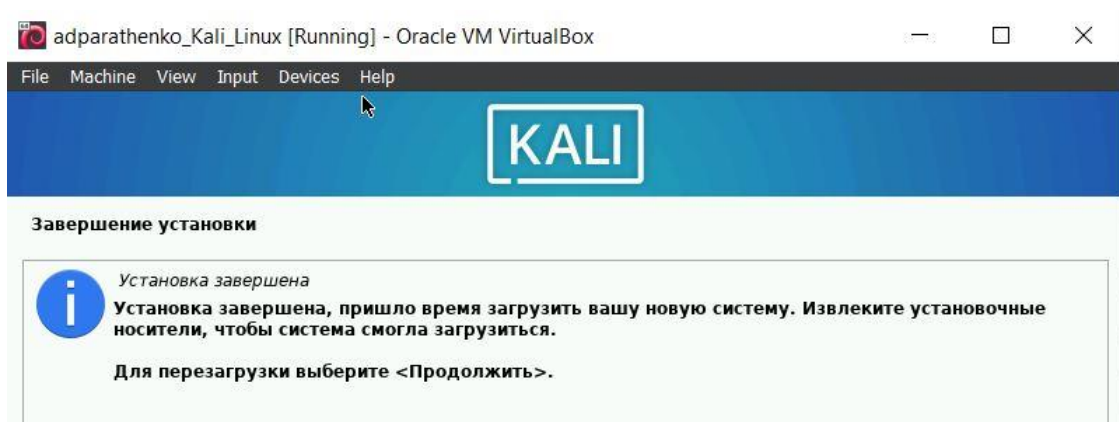 adparathenko_Kali_Linux [Running] - Oracle VM VirtualBox
File Machine View Input Devices Help
KALI
Завершение установки
Установка завершена
Установка завершена, пришло время загрузить вашу новую систему. Извлеките установочные
носители, чтобы система смогла загрузиться.
Для перезагрузки выберите <Продолжить>.